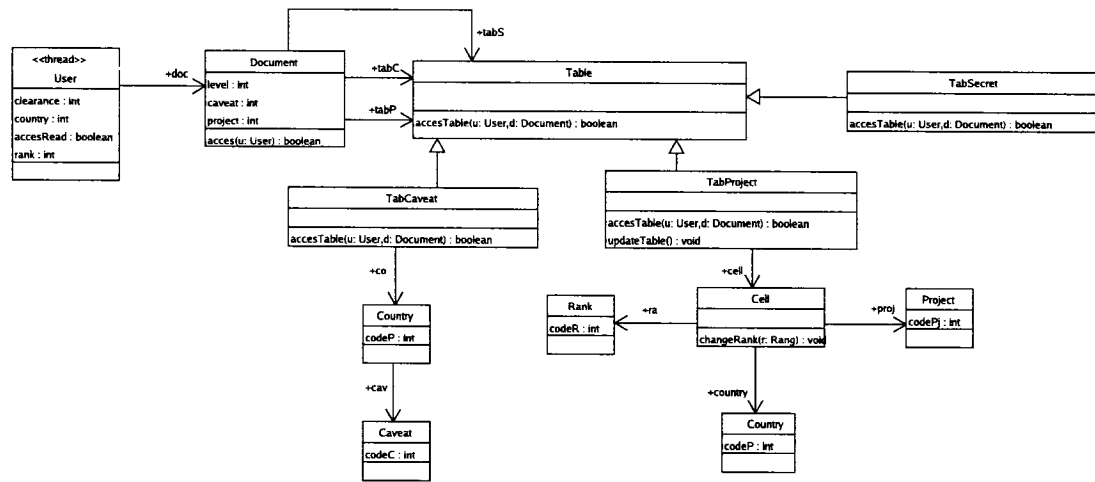 +tabS
<<thread>>
User
clearance : int
country : int
accesRead : boolean
rank : int
+doc
Document
level : int
caveat : int
project : int
acces(u: User) : boolean
+tabC
+tabP
Table
accesTable(u: User,d: Document) : boolean
TabSecret
accesTable(u: User,d: Document) : boolean
TabCaveat
accesTable(u: User,d: Document) : boolean
TabProject
accesTable(u: User,d: Document) : boolean
updateTable() : void
+co
+cell
Country
codeP : int
+cav
Caveat
codeC : int
Rank
codeR : int
+ra
Cell
changeRank(r: Rang) : void
+proj
Project
codePj : int
+country
Country
codeP : int